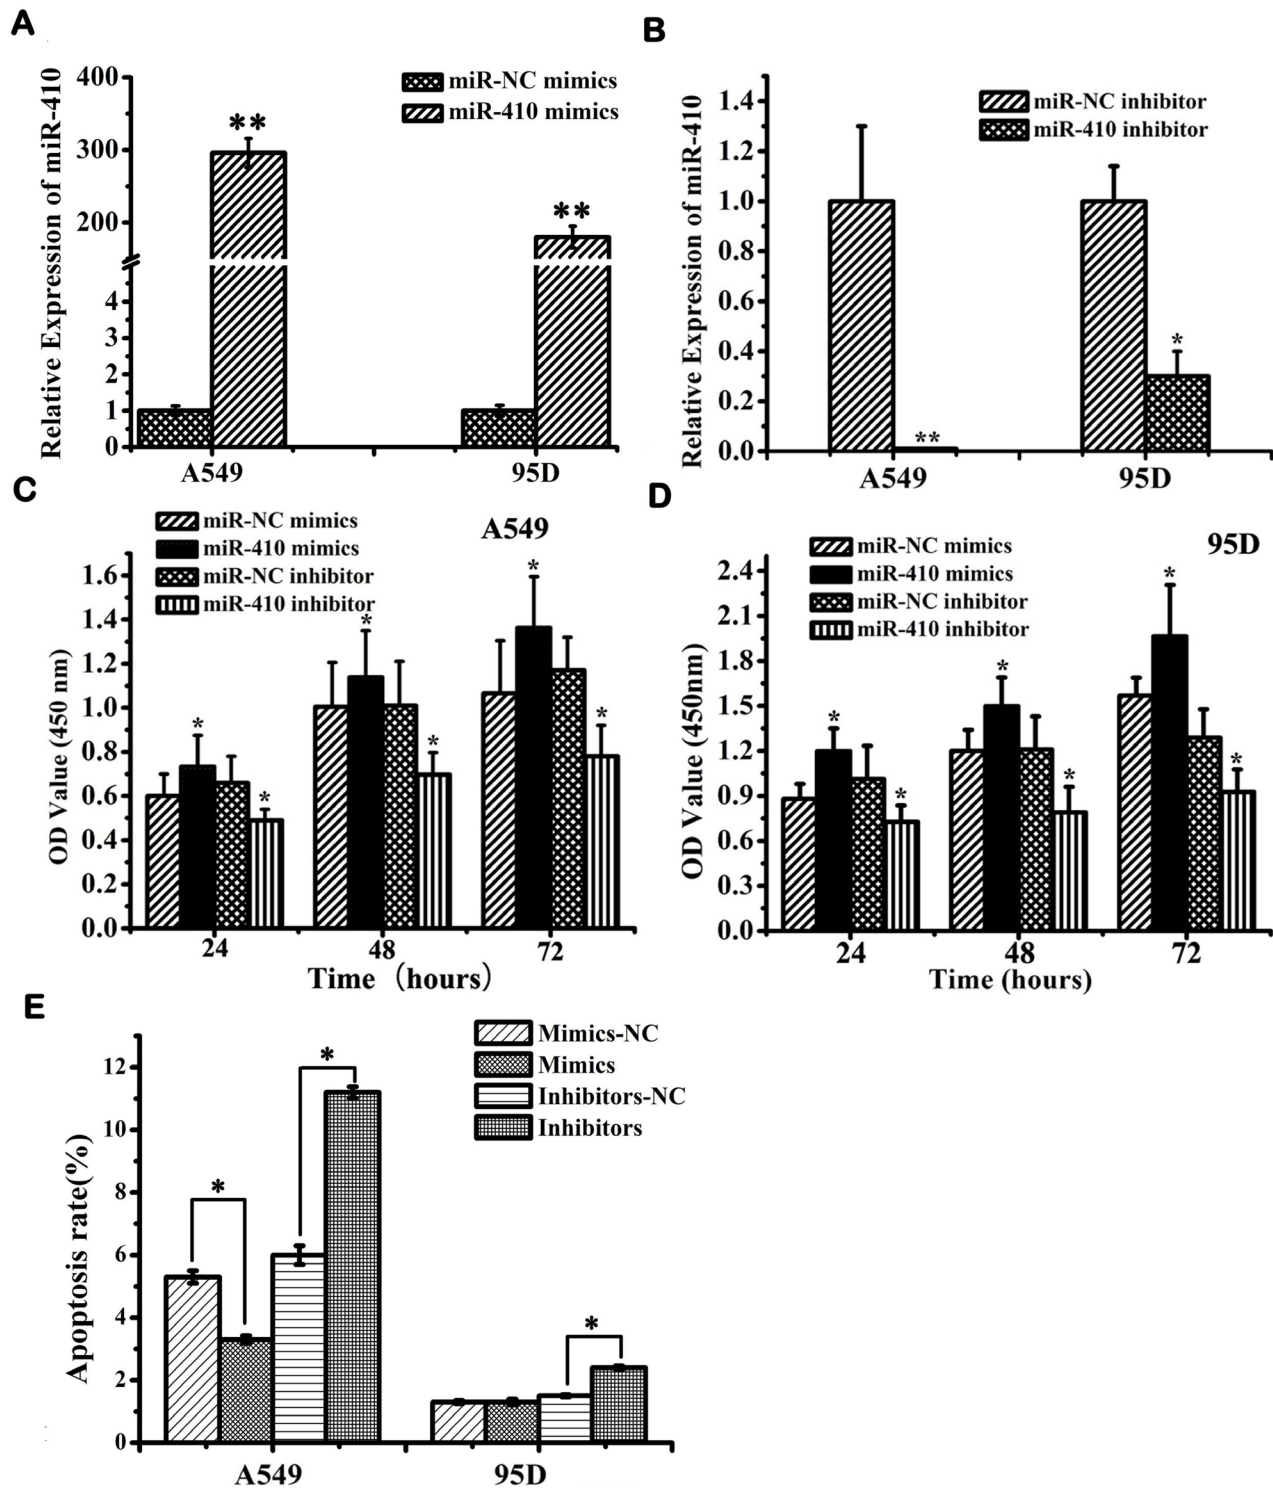 A
Relative Expression of miR-410
400
300
200
4
3
2
1
0
miR-NC mimics
miR-410 mimics
**
**
A549
95D
B
Relative Expression of miR-410
1.4
1.2
1.0
0.8
0.6
0.4
0.2
0.0
miR-NC inhibitor
miR-410 inhibitor
**
*
A549
95D
C
A549
miR-NC mimics
miR-410 mimics
miR-NC inhibitor
miR-410 inhibitor
OD Value (450 nm)
1.6
1.4
1.2
1.0
0.8
0.6
0.4
0.2
0.0
*
*
*
*
*
*
24
48
72
Time (hours)
D
95D
miR-NC mimics
miR-410 mimics
miR-NC inhibitor
miR-410 inhibitor
OD Value (450nm)
2.4
2.1
1.8
1.5
1.2
0.9
0.6
0.3
0.0
*
*
*
*
*
*
24
48
72
Time (hours)
E
Mimics-NC
Mimics
Inhibitors-NC
Inhibitors
Apoptosis rate(%)
12
10
8
6
4
2
0
*
*
*
A549
95D